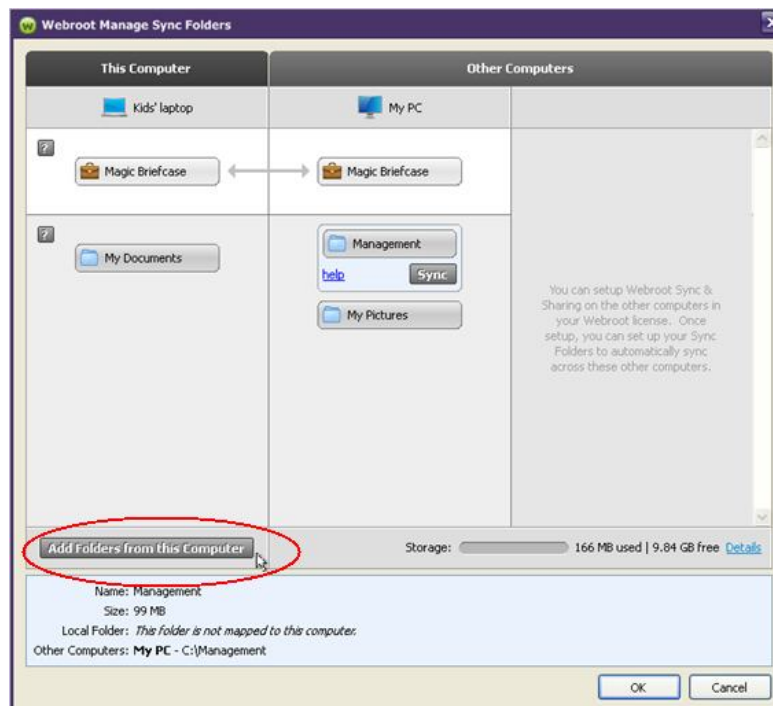 Webroot Manage Sync Folders
This Computer
Other Computers
Kids' laptop
My PC
?
Magic Briefcase
Magic Briefcase
?
My Documents
Management
help
Sync
My Pictures
You can setup Webroot Sync &
Sharing on the other computers in
your Webroot license. Once
setup, you can set up your Sync
Folders to automatically sync
across these other computers.
Add Folders from this Computer
Storage:
166 MB used | 9.84 GB free Details
Name: Management
Size: 99 MB
Local Folder: This folder is not mapped to this computer.
Other Computers: My PC - C:\Management
OK
Cancel